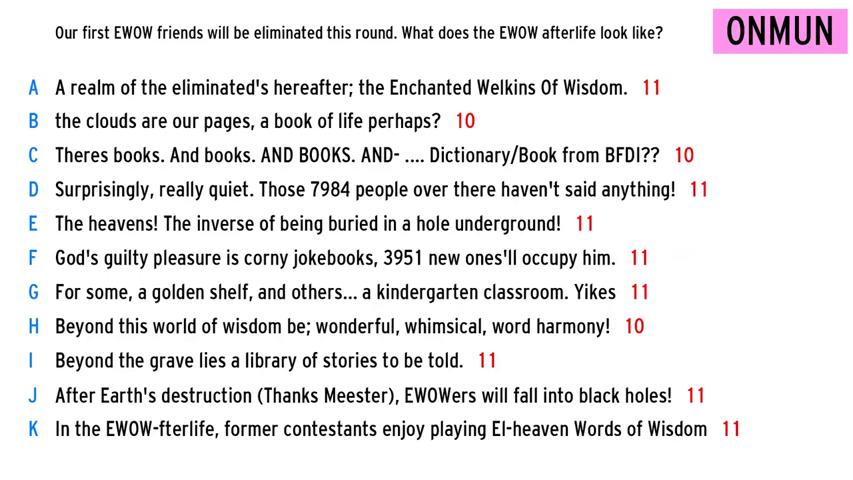 Our first EWOW friends will be eliminated this round. What does the EWOW afterlife look like?
ONMUN
A A realm of the eliminated's hereafter; the Enchanted Welkins Of Wisdom. 11
B the clouds are our pages, a book of life perhaps? 10
C Theres books. And books. AND BOOKS. AND- .... Dictionary/Book from BFDI?? 10
D Surprisingly, really quiet. Those 7984 people over there haven't said anything! 11
E The heavens! The inverse of being buried in a hole underground! 11
F God's guilty pleasure is corny jokebooks, 3951 new ones'll occupy him. 11
G For some, a golden shelf, and others... a kindergarten classroom. Yikes 11
H Beyond this world of wisdom be; wonderful, whimsical, word harmony! 10
I Beyond the grave lies a library of stories to be told. 11
J After Earth's destruction (Thanks Meester), EWOWers will fall into black holes! 11
K In the EWOW-fterlife, former contestants enjoy playing El-heaven Words of Wisdom 11